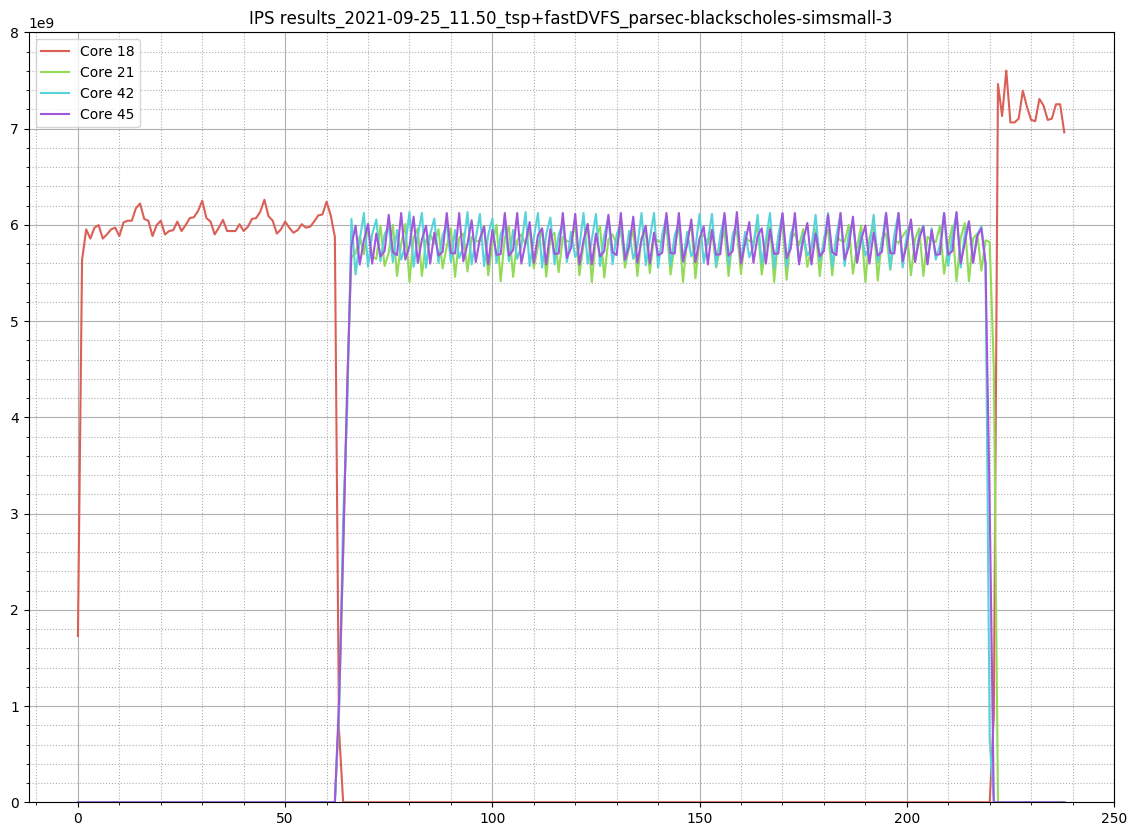 IPS results_2021-09-25_11.50_tsp+fastDVFS_parsec-blackscholes-simsmall-3
1e9
8
7
6
5
4
3
2
1
0
Core 18
Core 21
Core 42
Core 45
0 50 100 150 200 250